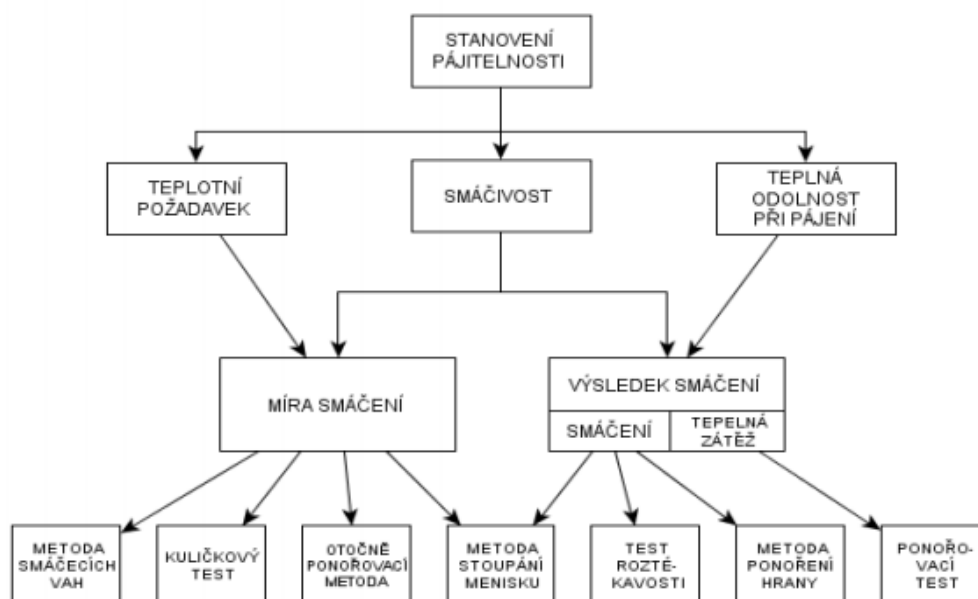 STANOVENÍ
PÁJITELNOSTI
TEPLOTNÍ
POŽADAVEK
SMÁČIVOST
TEPLNÁ
ODOLNOST
PŘI PÁJENÍ
MÍRA SMÁČENÍ
VÝSLEDEK SMÁČENÍ
SMÁČENÍ
TEPELNÁ
ZÁTĚŽ
METODA
SMÁČECÍCH
VAH
KULIČKOVÝ
TEST
OTOČNĚ
PONOŘOVACÍ
METODA
METODA
STOUPÁNÍ
MENISKU
TEST
ROZTÉ-
KAVOSTI
METODA
PONOŘENÍ
HRANY
PONOŘO-
VACÍ
TEST